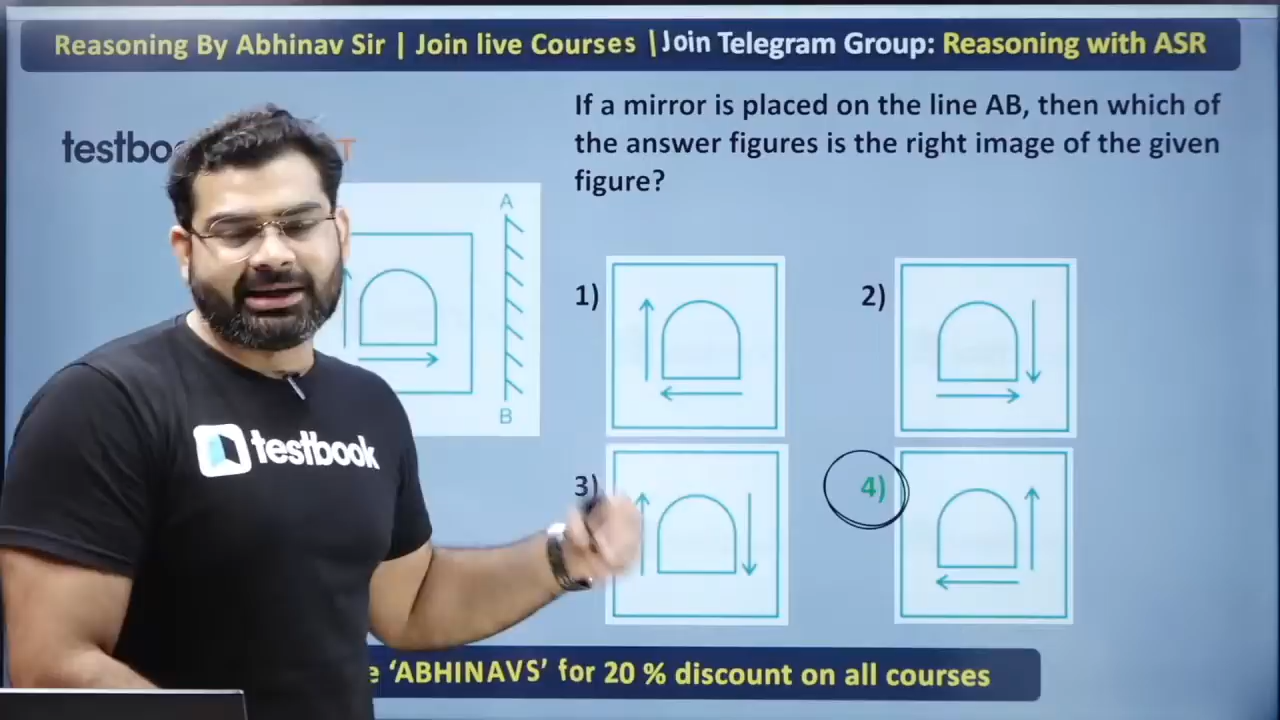 Reasoning By Abhinav Sir | Join live Courses | Join Telegram Group: Reasoning with ASR
If a mirror is placed on the line AB, then which of
the answer figures is the right image of the given
figure?
A
B
1)
2)
3)
4)
testbook
'ABHINAVS' for 20 % discount on all courses